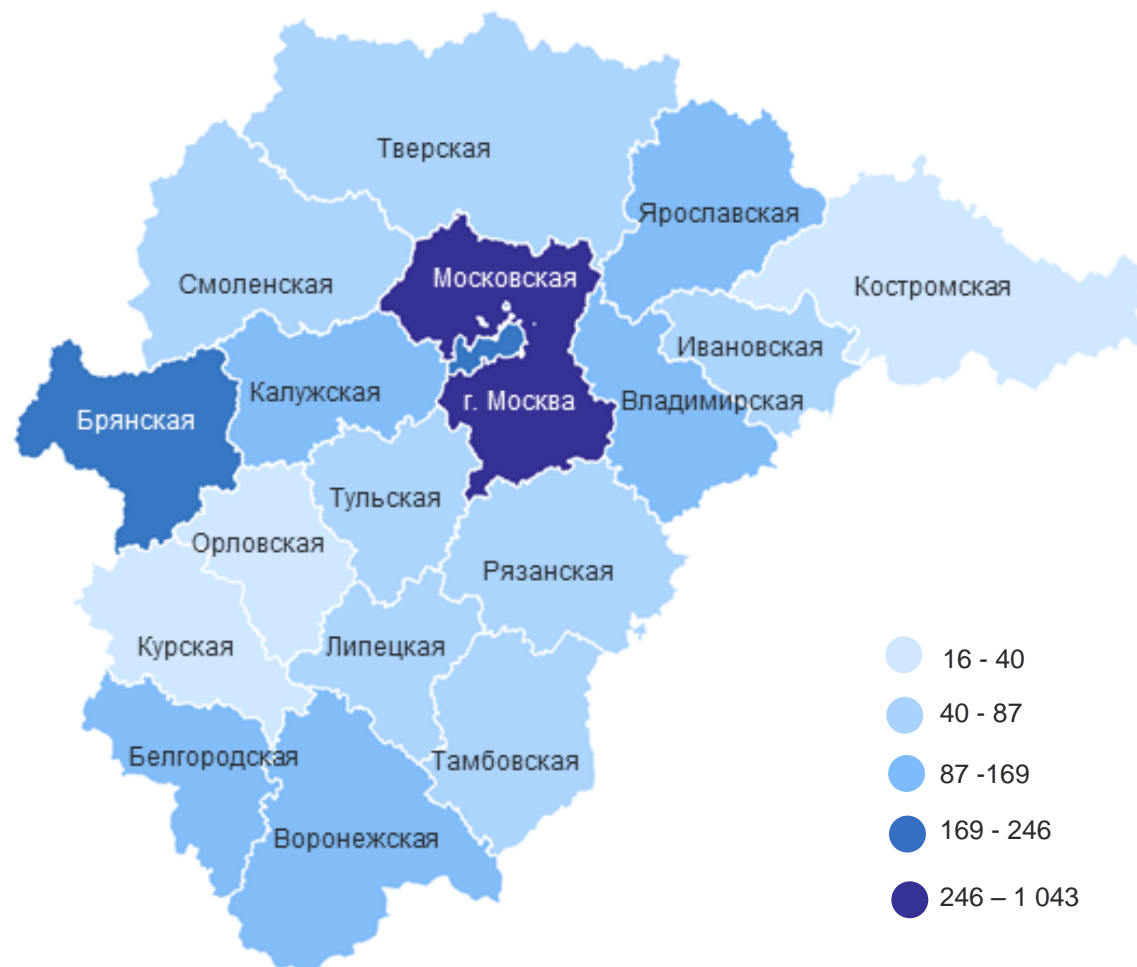 Тверская
Ярославская
Смоленская
Московская
Костромская
Ивановская
Калужская
г. Москва
Владимирская
Брянская
Тульская
Орловская
Рязанская
Курская
Липецкая
Белгородская
Тамбовская
Воронежская
16 - 40
40 - 87
87 -169
169 - 246
246 – 1 043